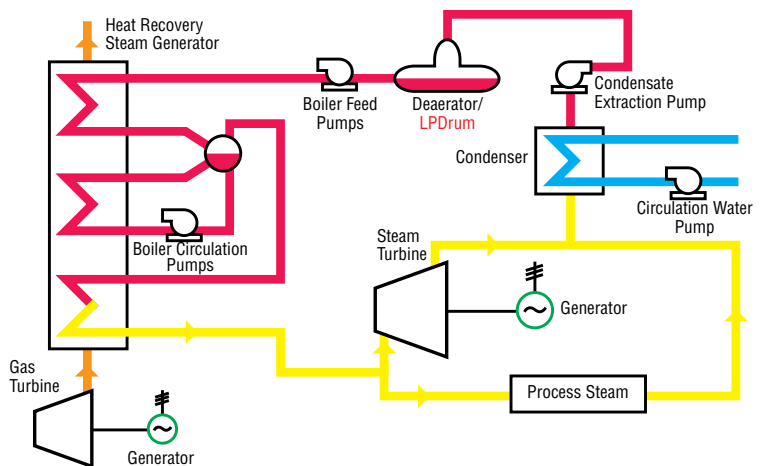 Heat Recovery
Steam Generator
Boiler Feed
Pumps
Deaerator/
LPDrum
Condensate
Extraction Pump
Condenser
Circulation Water
Pump
Boiler Circulation
Pumps
Steam
Turbine
Generator
Gas
Turbine
Process Steam
Generator